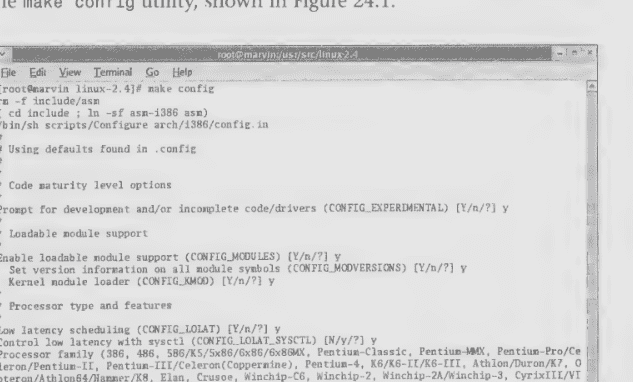 the make config utility, shown in Figure 24.1.
root@marvin:/usr/src/linux-2.4
File Edit View Terminal Go Help
[root@marvin linux-2.4]# make config
rm -f include/asm
( cd include ; ln -sf asm-i386 asm)
/bin/sh scripts/Configure arch/i386/config.in
#
# Using defaults found in .config
#
*
* Code maturity level options
*
Prompt for development and/or incomplete code/drivers (CONFIG_EXPERIMENTAL) [Y/n/?] y
*
* Loadable module support
*
Enable loadable module support (CONFIG_MODULES) [Y/n/?] y
Set version information on all module symbols (CONFIG_MODVERSIONS) [Y/n/?] y
Kernel module loader (CONFIG_KMOD) [Y/n/?] y
*
* Processor type and features
*
Low latency scheduling (CONFIG_LOLAT) [Y/n/?] y
Control low latency with sysctl (CONFIG_LOLAT_SYSCTL) [N/y/?] y
Processor family (386, 486, 586/K5/5x86/6x86/6x86MX, Pentium-Classic, Pentium-MMX, Pentium-Pro/Ce
leron/Pentium-II, Pentium-III/Celeron(Coppermine), Pentium-4, K6/K6-II/K6-III, Athlon/Duron/K7, O
pteron/Athlon64/Hammer/K8, Elan, Crusoe, Winchip-C6, Winchip-2, Winchip-2A/Winchip-3, CyrixIII/VI